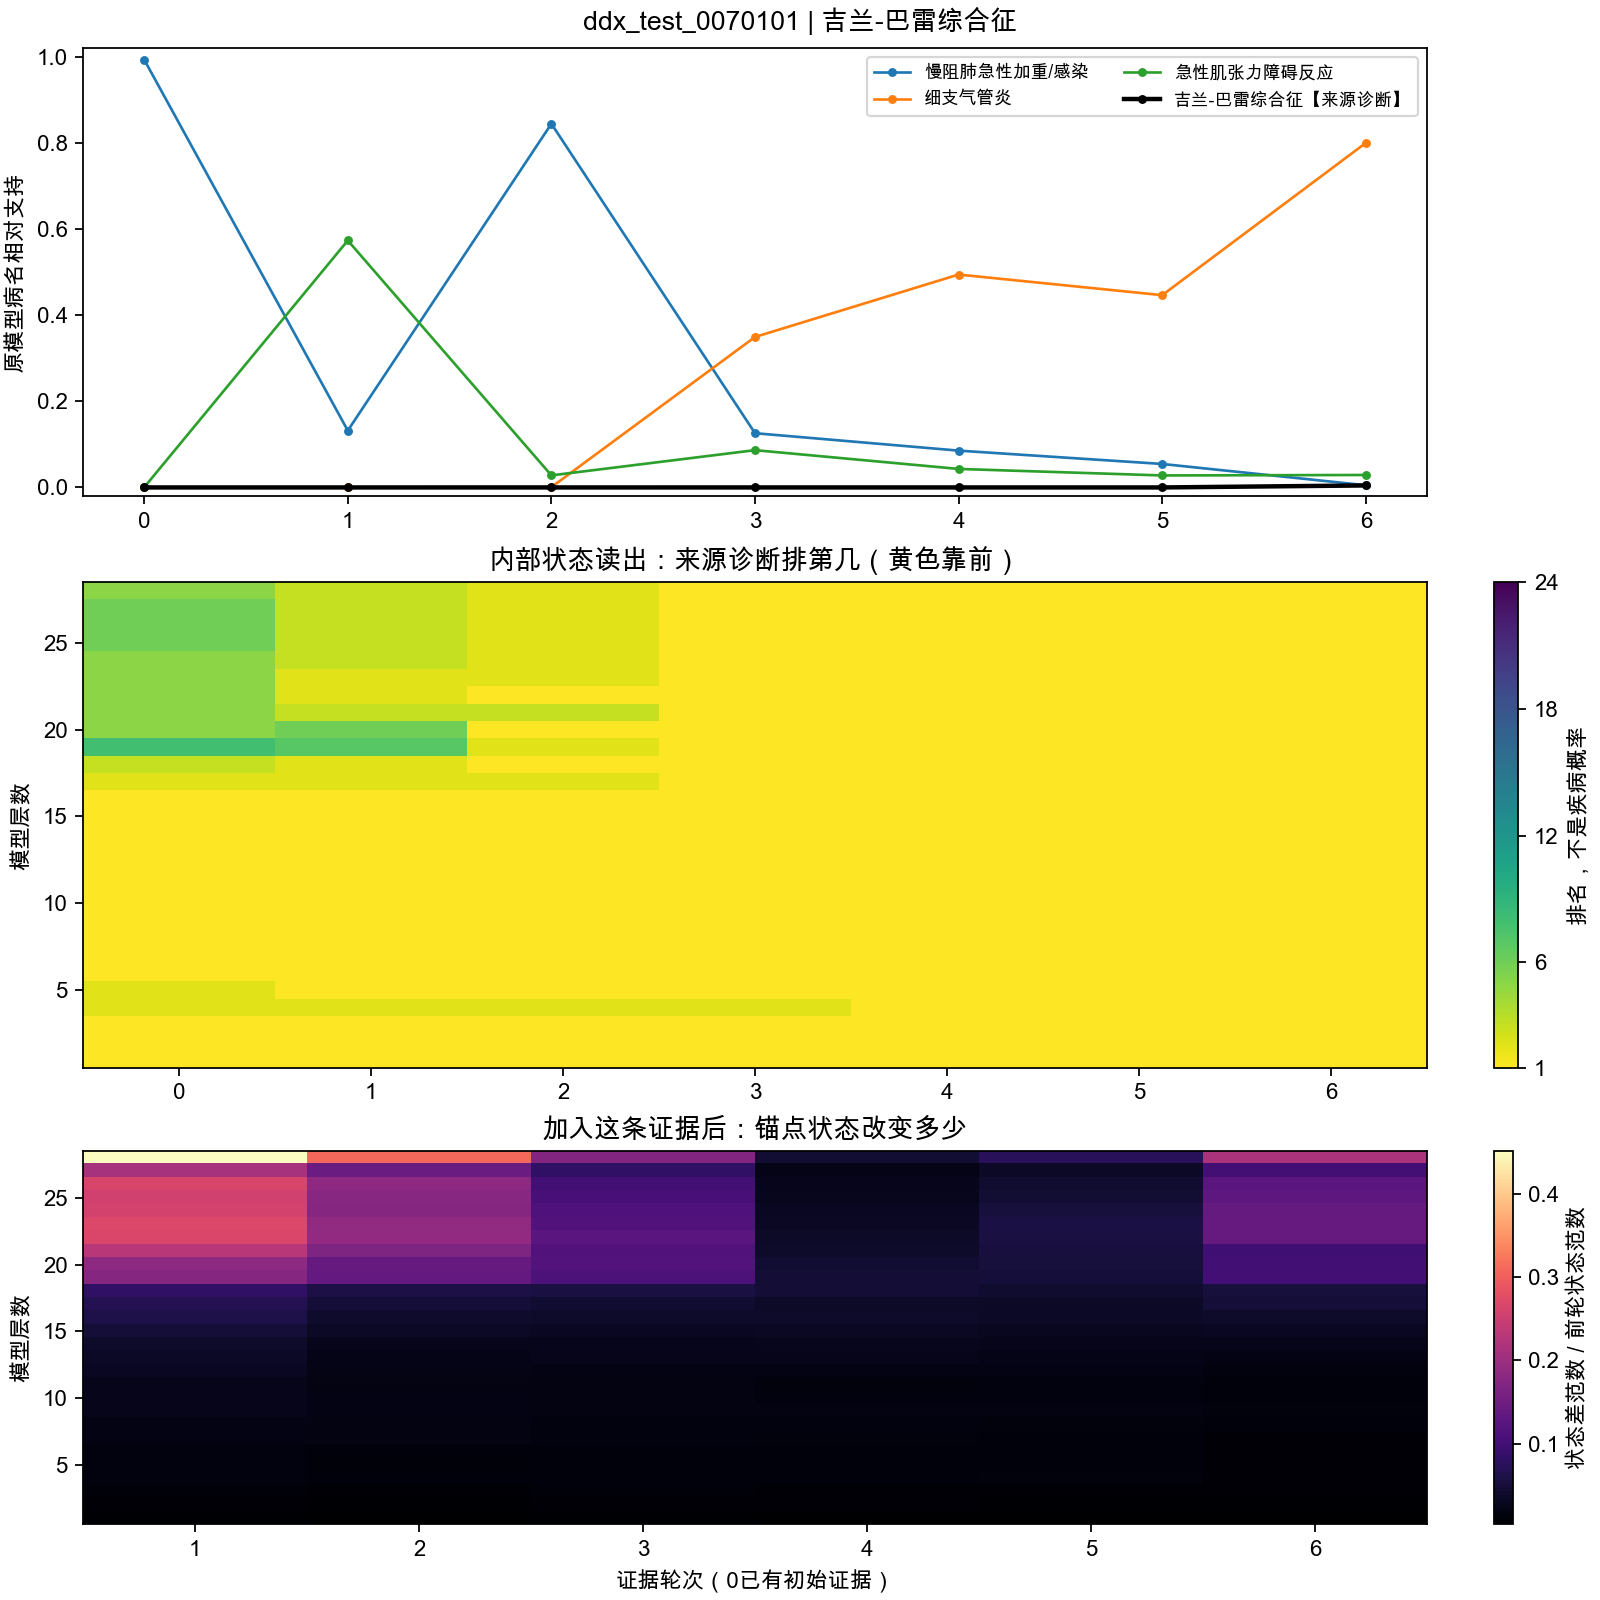 ddx_test_0070101 | 吉兰-巴雷综合征
慢阻肺急性加重/感染
细支气管炎
急性肌张力障碍反应
吉兰-巴雷综合征【来源诊断】
原模型病名相对支持
1.0
0.8
0.6
0.4
0.2
0.0
0 1 2 3 4 5 6
内部状态读出：来源诊断排第几（黄色靠前）
模型层数
25
20
15
10
5
0 1 2 3 4 5 6
24
18
12
6
1
排名，不是疾病概率
加入这条证据后：锚点状态改变多少
模型层数
25
20
15
10
5
1 2 3 4 5 6
证据轮次（0已有初始证据）
0.4
0.3
0.2
0.1
状态差范数 / 前轮状态范数